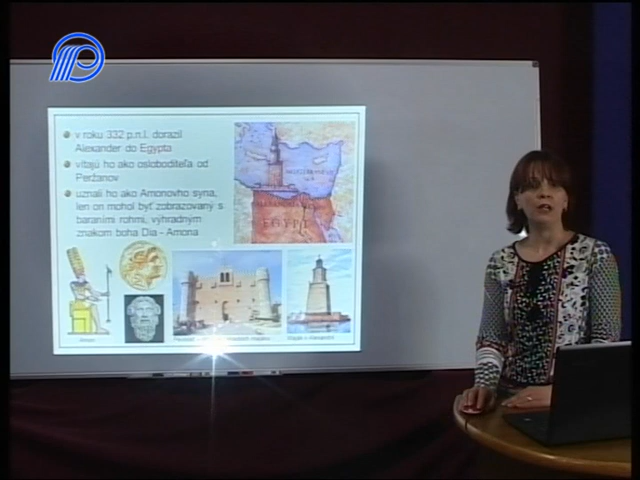 v roku 332 p.n.l. dorazil
Alexander do Egypta
vítajú ho ako osloboditeľa od
Peržanov
uznali ho ako Amonovho syna,
len on mohol byť zobrazovaný s
baraními rohmi, výhradným
znakom boha Dia - Amona
EGYPT
Amon
Maják v Alexandrii